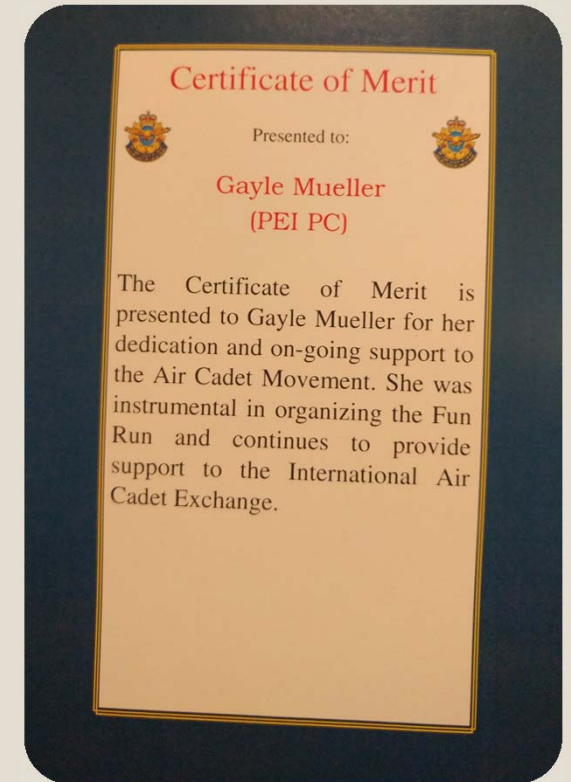 Certificate of Merit
Presented to:
Gayle Mueller
(PEI PC)
The Certificate of Merit is
presented to Gayle Mueller for her
dedication and on-going support to
the Air Cadet Movement. She was
instrumental in organizing the Fun
Run and continues to provide
support to the International Air
Cadet Exchange.